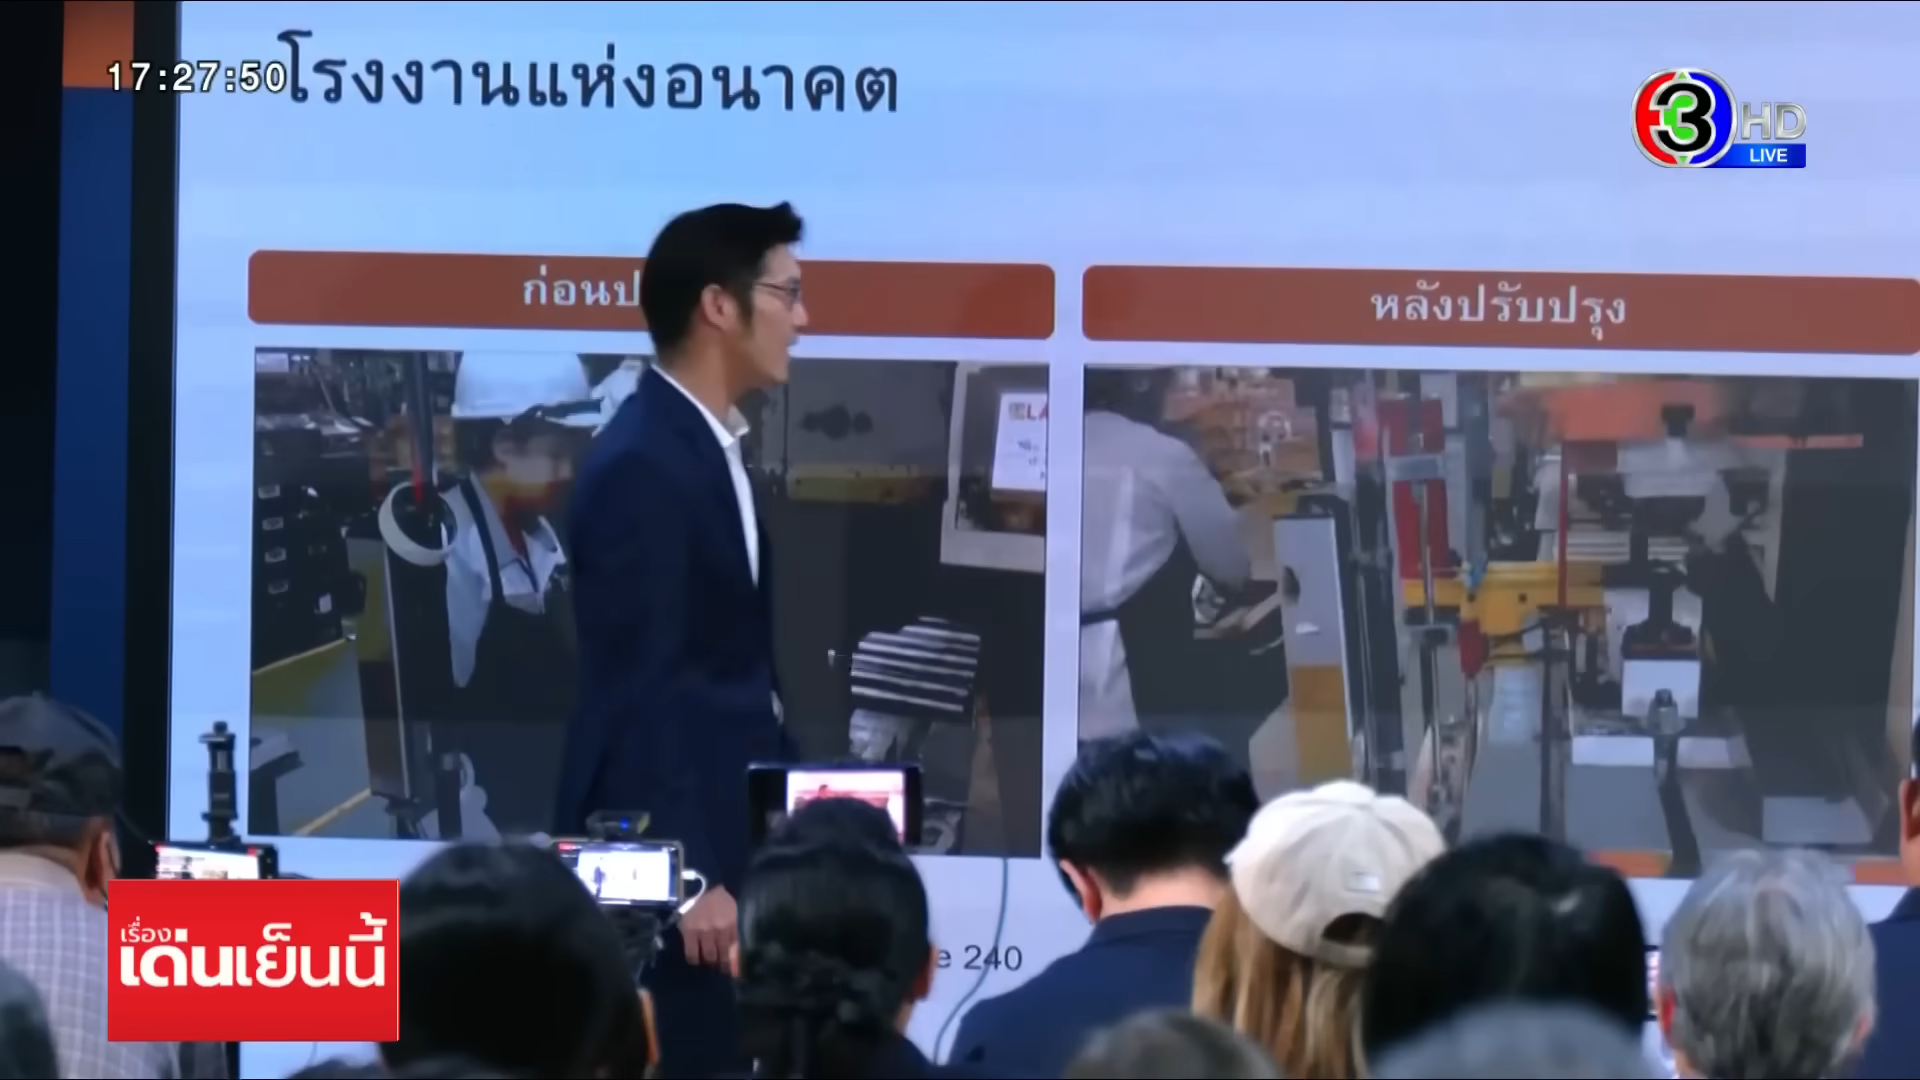 17:27:50
โรงงานแห่งอนาคต
3 HD
LIVE
ก่อนป
หลังปรับปรุง
เรื่อง
เด่นเย็นนี้
e 240